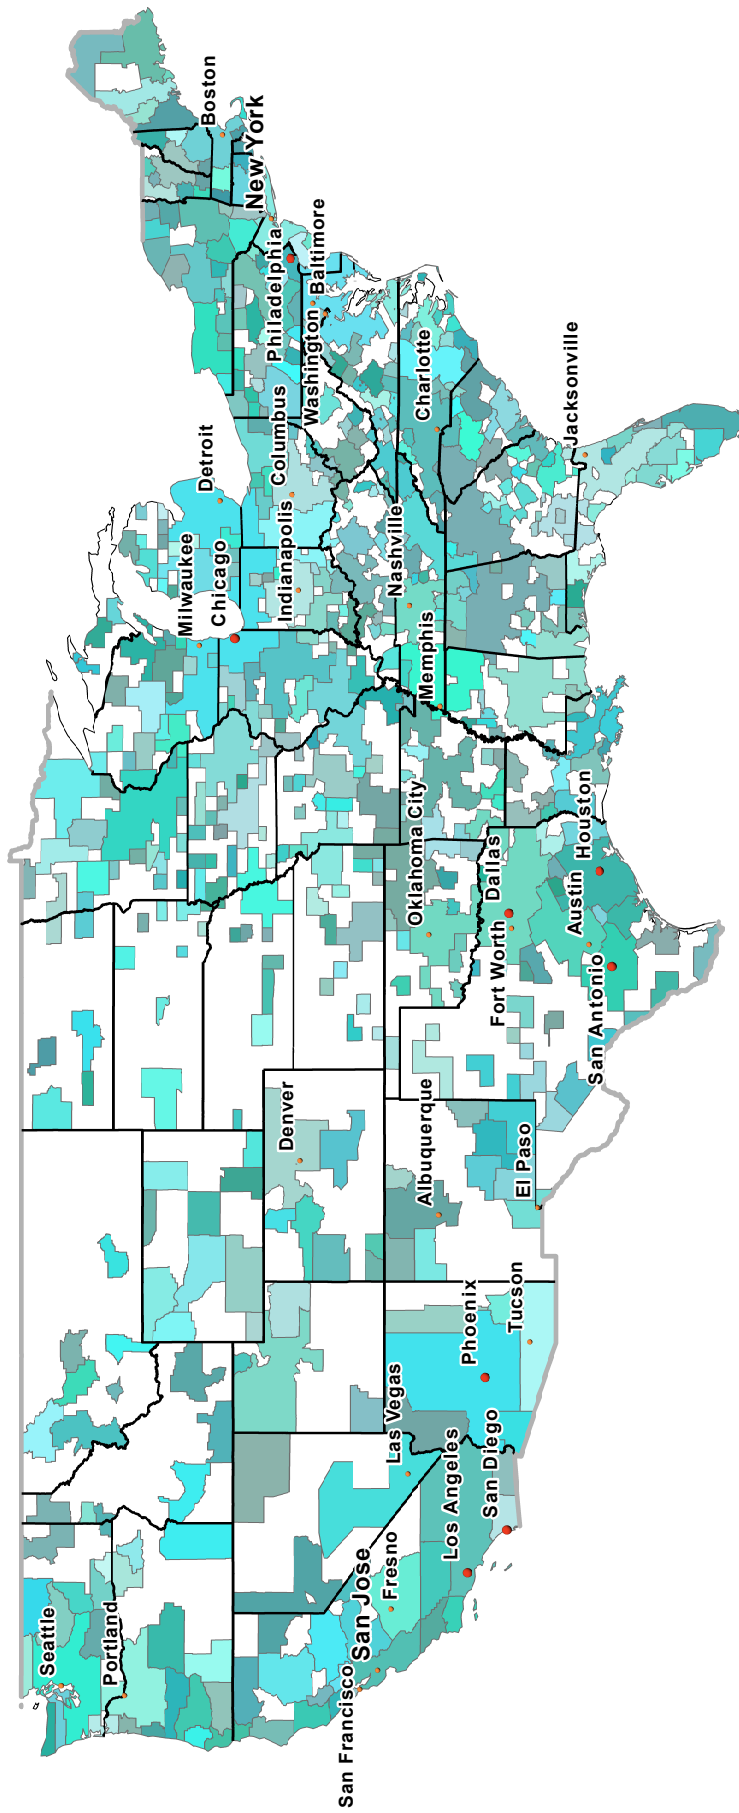 Seattle
Portland
San Francisco
San Jose
Fresno
Los Angeles
San Diego
Las Vegas
Phoenix
Tucson
Albuquerque
El Paso
Denver
San Antonio
Austin
Houston
Fort Worth
Dallas
Oklahoma City
Memphis
Nashville
Milwaukee
Chicago
Indianapolis
Detroit
Columbus
Charlotte
Jacksonville
Washington
Baltimore
Philadelphia
New York
Boston